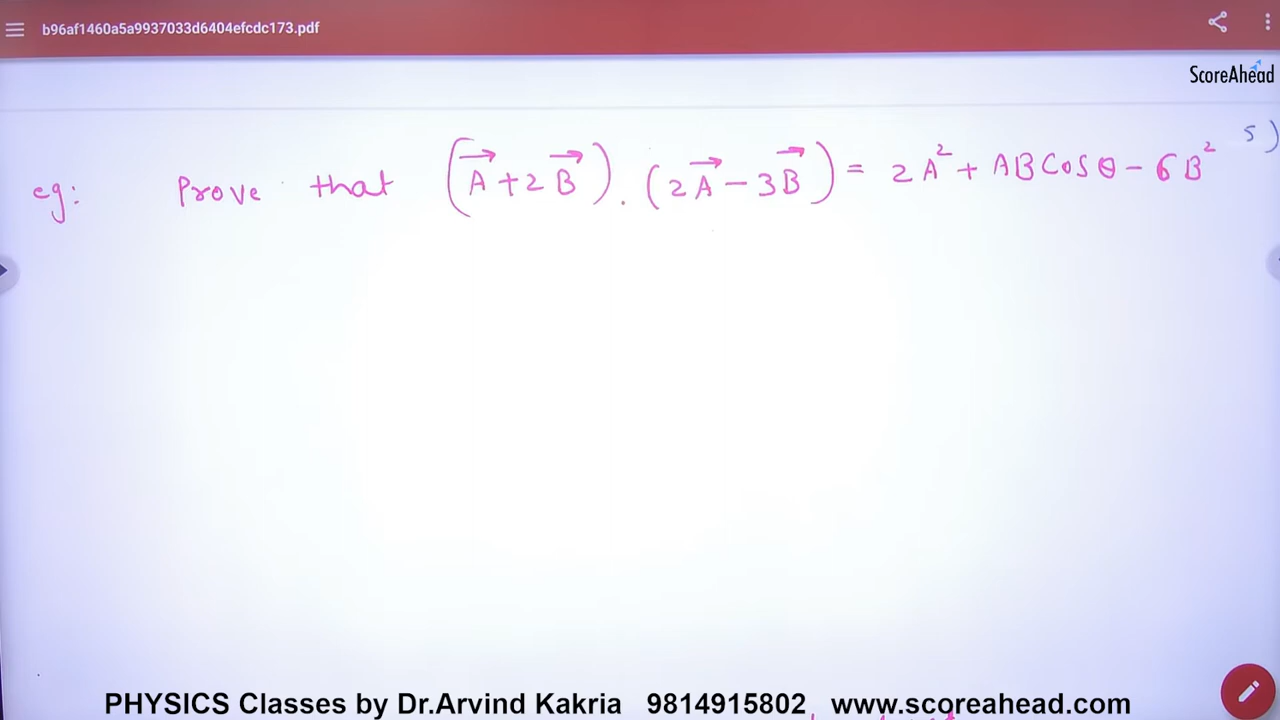 b96af1460a5a9937033d6404efcdc173.pdf
ScoreAhead
5)
eg: Prove that (A⃗ + 2B⃗) . (2A⃗ - 3B⃗) = 2A² + AB Cos θ - 6B²
PHYSICS Classes by Dr.Arvind Kakria 9814915802 www.scoreahead.com